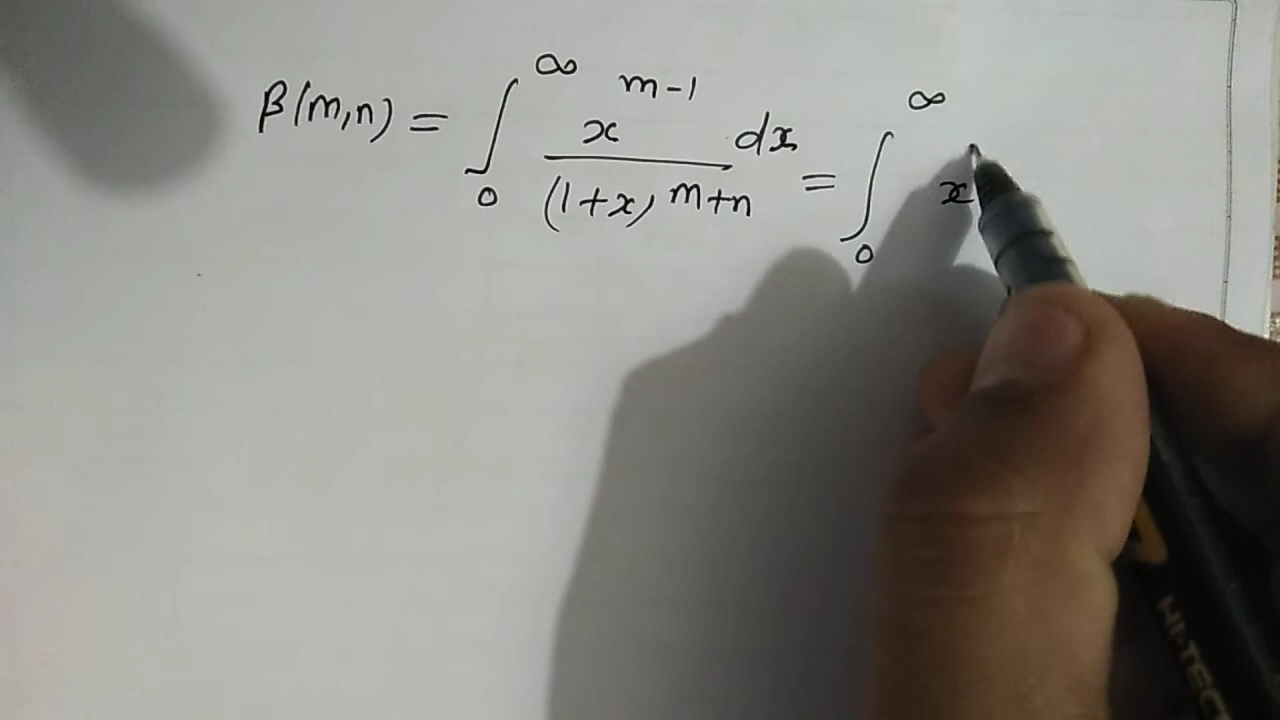 β(m,n) = ∫₀^∞ x^{m-1}/(1+x)^{m+n} dx = ∫₀^∞ x
HI-TEC